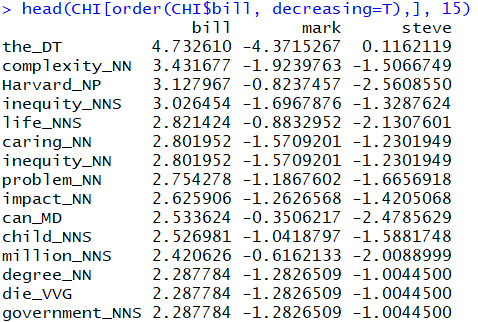 > head(CHI[order(CHI$bill, decreasing=T),], 15)
bill mark steve
the_DT 4.732610 -4.3715267 0.1162119
complexity_NN 3.431677 -1.9239763 -1.5066749
Harvard_NP 3.127967 -0.8237457 -2.5608550
inequity_NNS 3.026454 -1.6967876 -1.3287624
life_NNS 2.821424 -0.8832952 -2.1307601
caring_NN 2.801952 -1.5709201 -1.2301949
inequity_NN 2.801952 -1.5709201 -1.2301949
problem_NN 2.754278 -1.1867602 -1.6656918
impact_NN 2.625906 -1.2626568 -1.4205068
can_MD 2.533624 -0.3506217 -2.4785629
child_NNS 2.526981 -1.0418797 -1.5881748
million_NNS 2.420626 -0.6162133 -2.0088999
degree_NN 2.287784 -1.2826509 -1.0044500
die_VVG 2.287784 -1.2826509 -1.0044500
government_NNS 2.287784 -1.2826509 -1.0044500